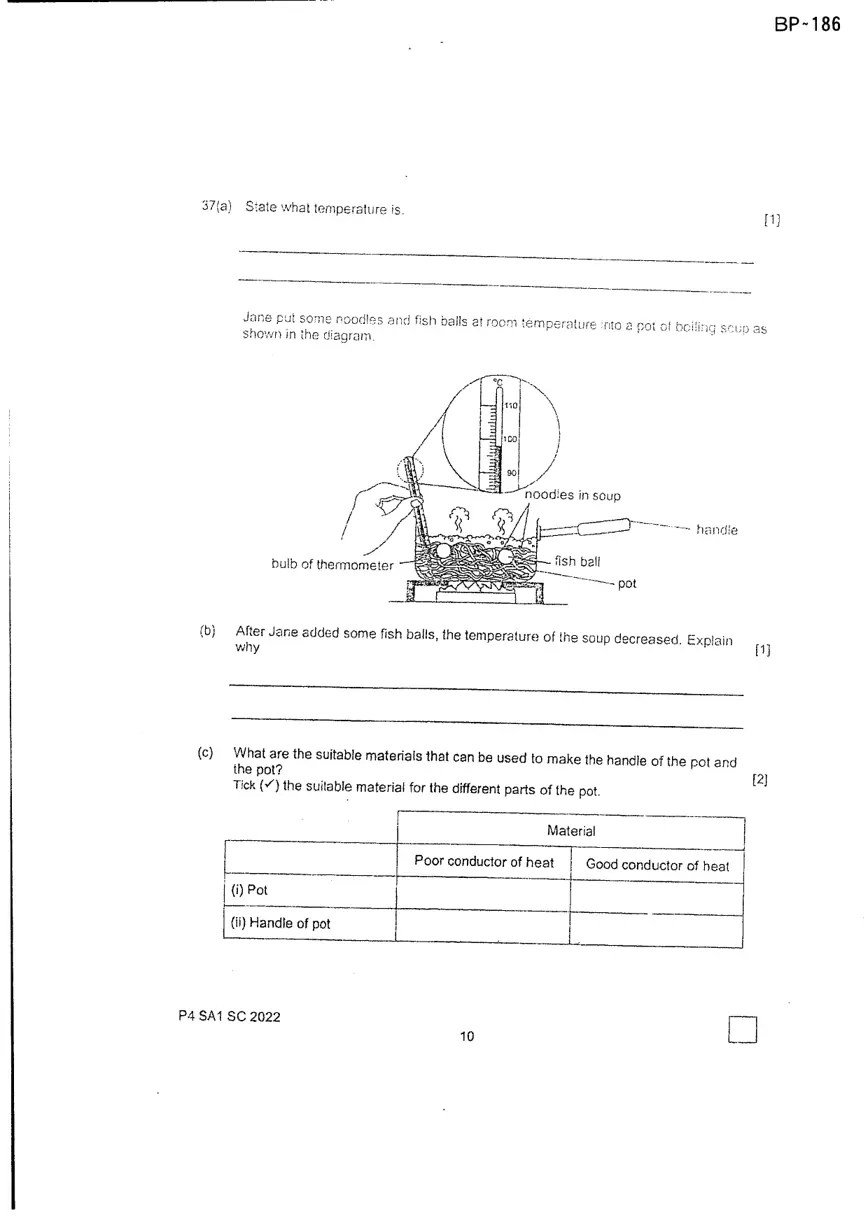 BP-186
37(a) State what temperature is.
[1]
Jane put some noodles and fish balls at room temperature into a pot of boiling soup as
shown in the diagram.
°C
110
100
90
noodles in soup
handle
bulb of thermometer
fish ball
pot
(b) After Jane added some fish balls, the temperature of the soup decreased. Explain
why
[1]
(c) What are the suitable materials that can be used to make the handle of the pot and
the pot?
[2]
Tick (✓) the suitable material for the different parts of the pot.
Material
Poor conductor of heat Good conductor of heat
(i) Pot
(ii) Handle of pot
P4 SA1 SC 2022
10